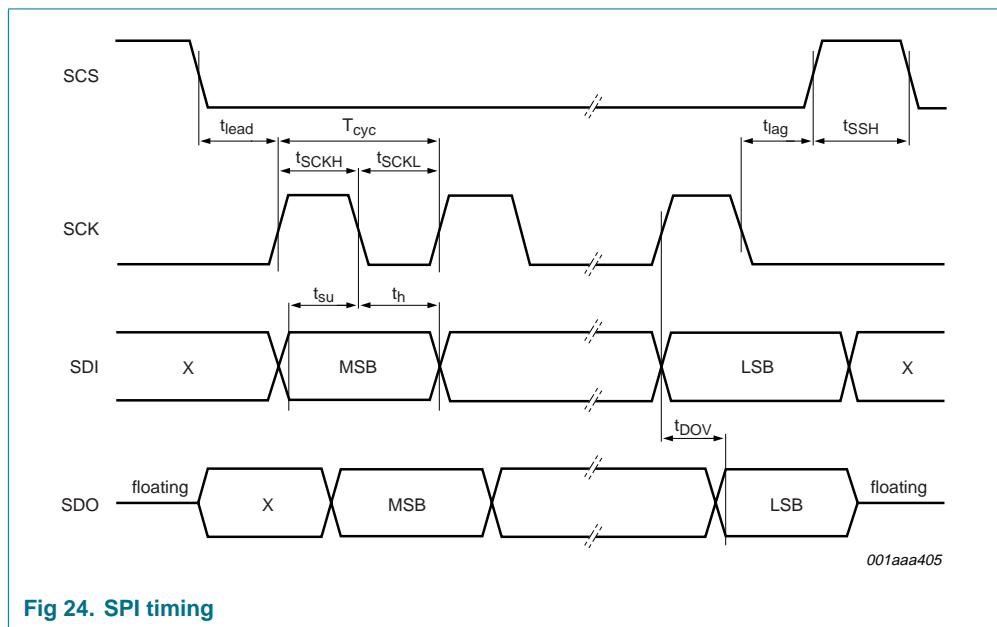 SCS
tlead
Tcyc
tlag
tSSH
tSCKH
tSCKL
SCK
tsu
th
SDI
X
MSB
LSB
X
tDOV
SDO
floating
X
MSB
LSB
floating
001aaa405
Fig 24. SPI timing